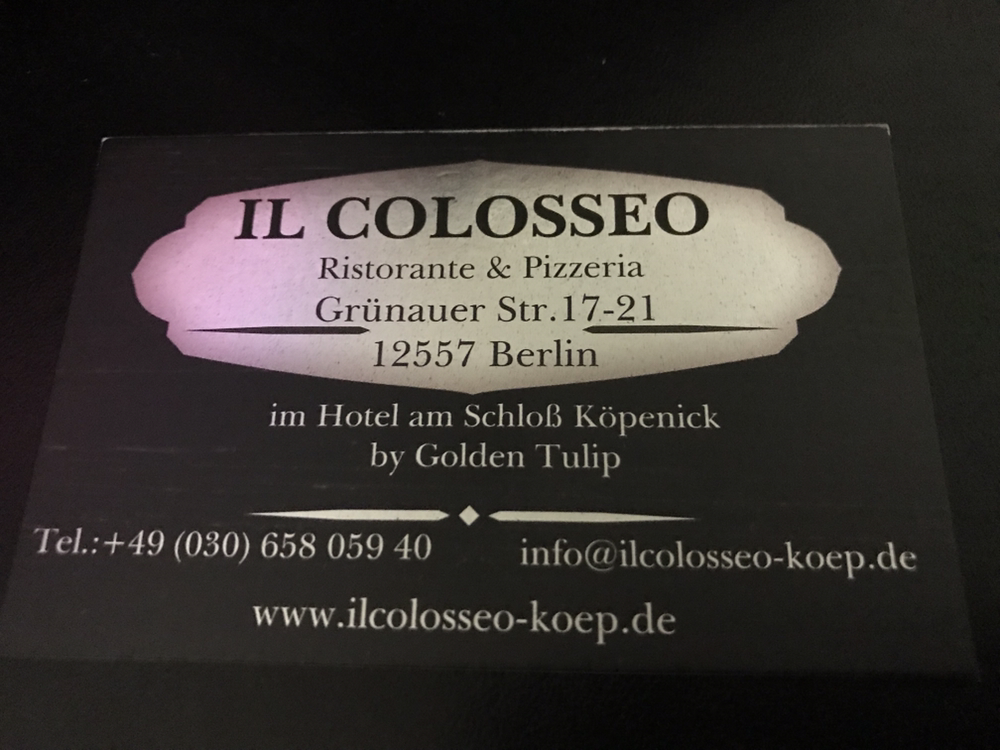 IL COLOSSEO
Ristorante & Pizzeria
Grünauer Str.17-21
12557 Berlin
im Hotel am Schloß Köpenick
by Golden Tulip
Tel.:+49 (030) 658 059 40 info@ilcolosseo-koep.de
www.ilcolosseo-koep.de